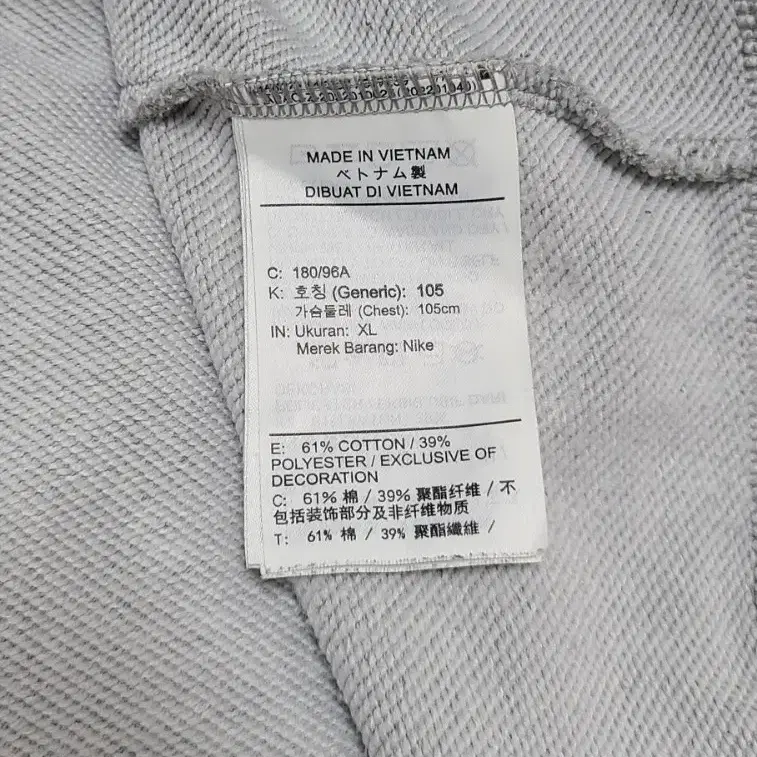 MADE IN VIETNAM
ベトナム製
DIBUAT DI VIETNAM
C: 180/96A
K: 호칭 (Generic): 105
가슴둘레 (Chest): 105cm
IN: Ukuran: XL
Merek Barang: Nike
E: 61% COTTON / 39%
POLYESTER / EXCLUSIVE OF
DECORATION
C: 61% 棉 / 39% 聚酯纤维 / 不
包括装饰部分及非纤维物质
T: 61% 棉 / 39% 聚酯纖維 /